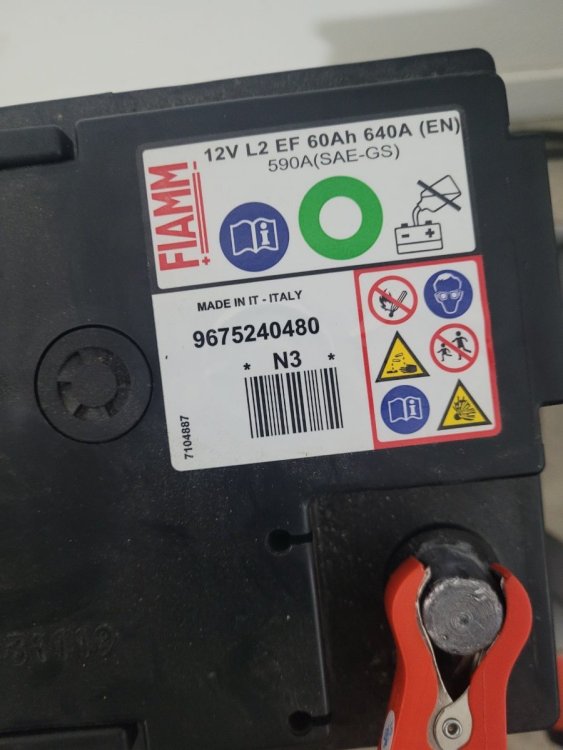 FIAMM
12V L2 EF 60Ah 640A (EN)
590A(SAE-GS)
MADE IN IT - ITALY
9675240480
* N3 *
7104887